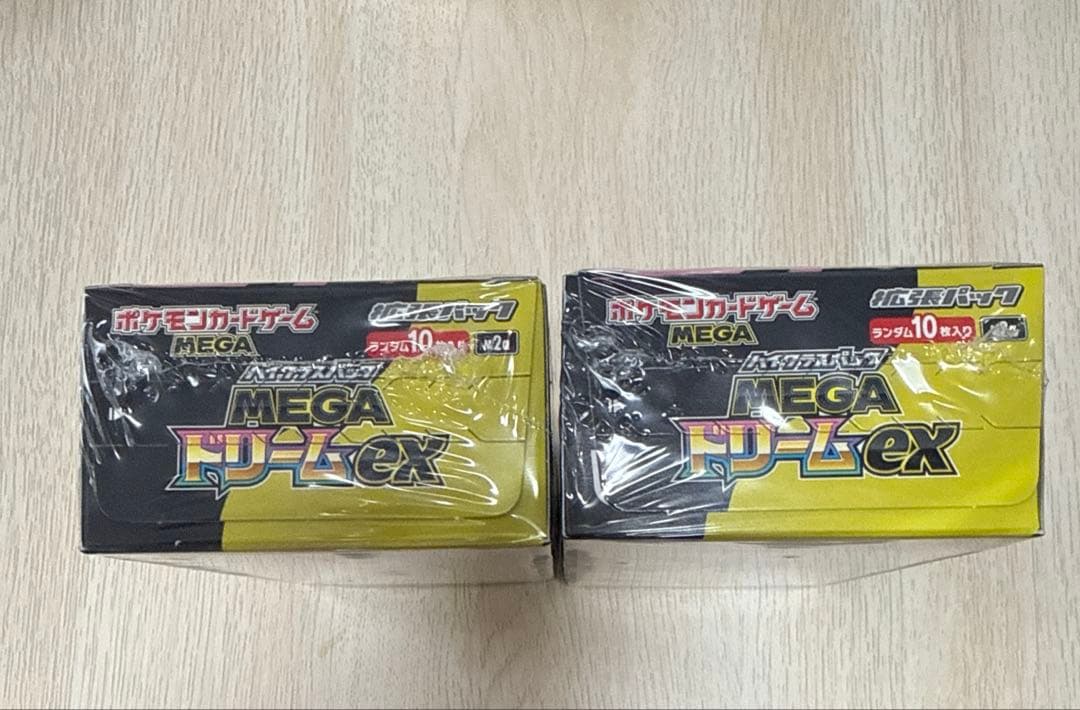 ポケモンカードゲーム
MEGA
拡張パック
ランダム10枚入り
ハイクラスパック
MEGA
ドリームex
ポケモンカードゲーム
MEGA
拡張パック
ランダム10枚入り
ハイクラスパック
MEGA
ドリームex